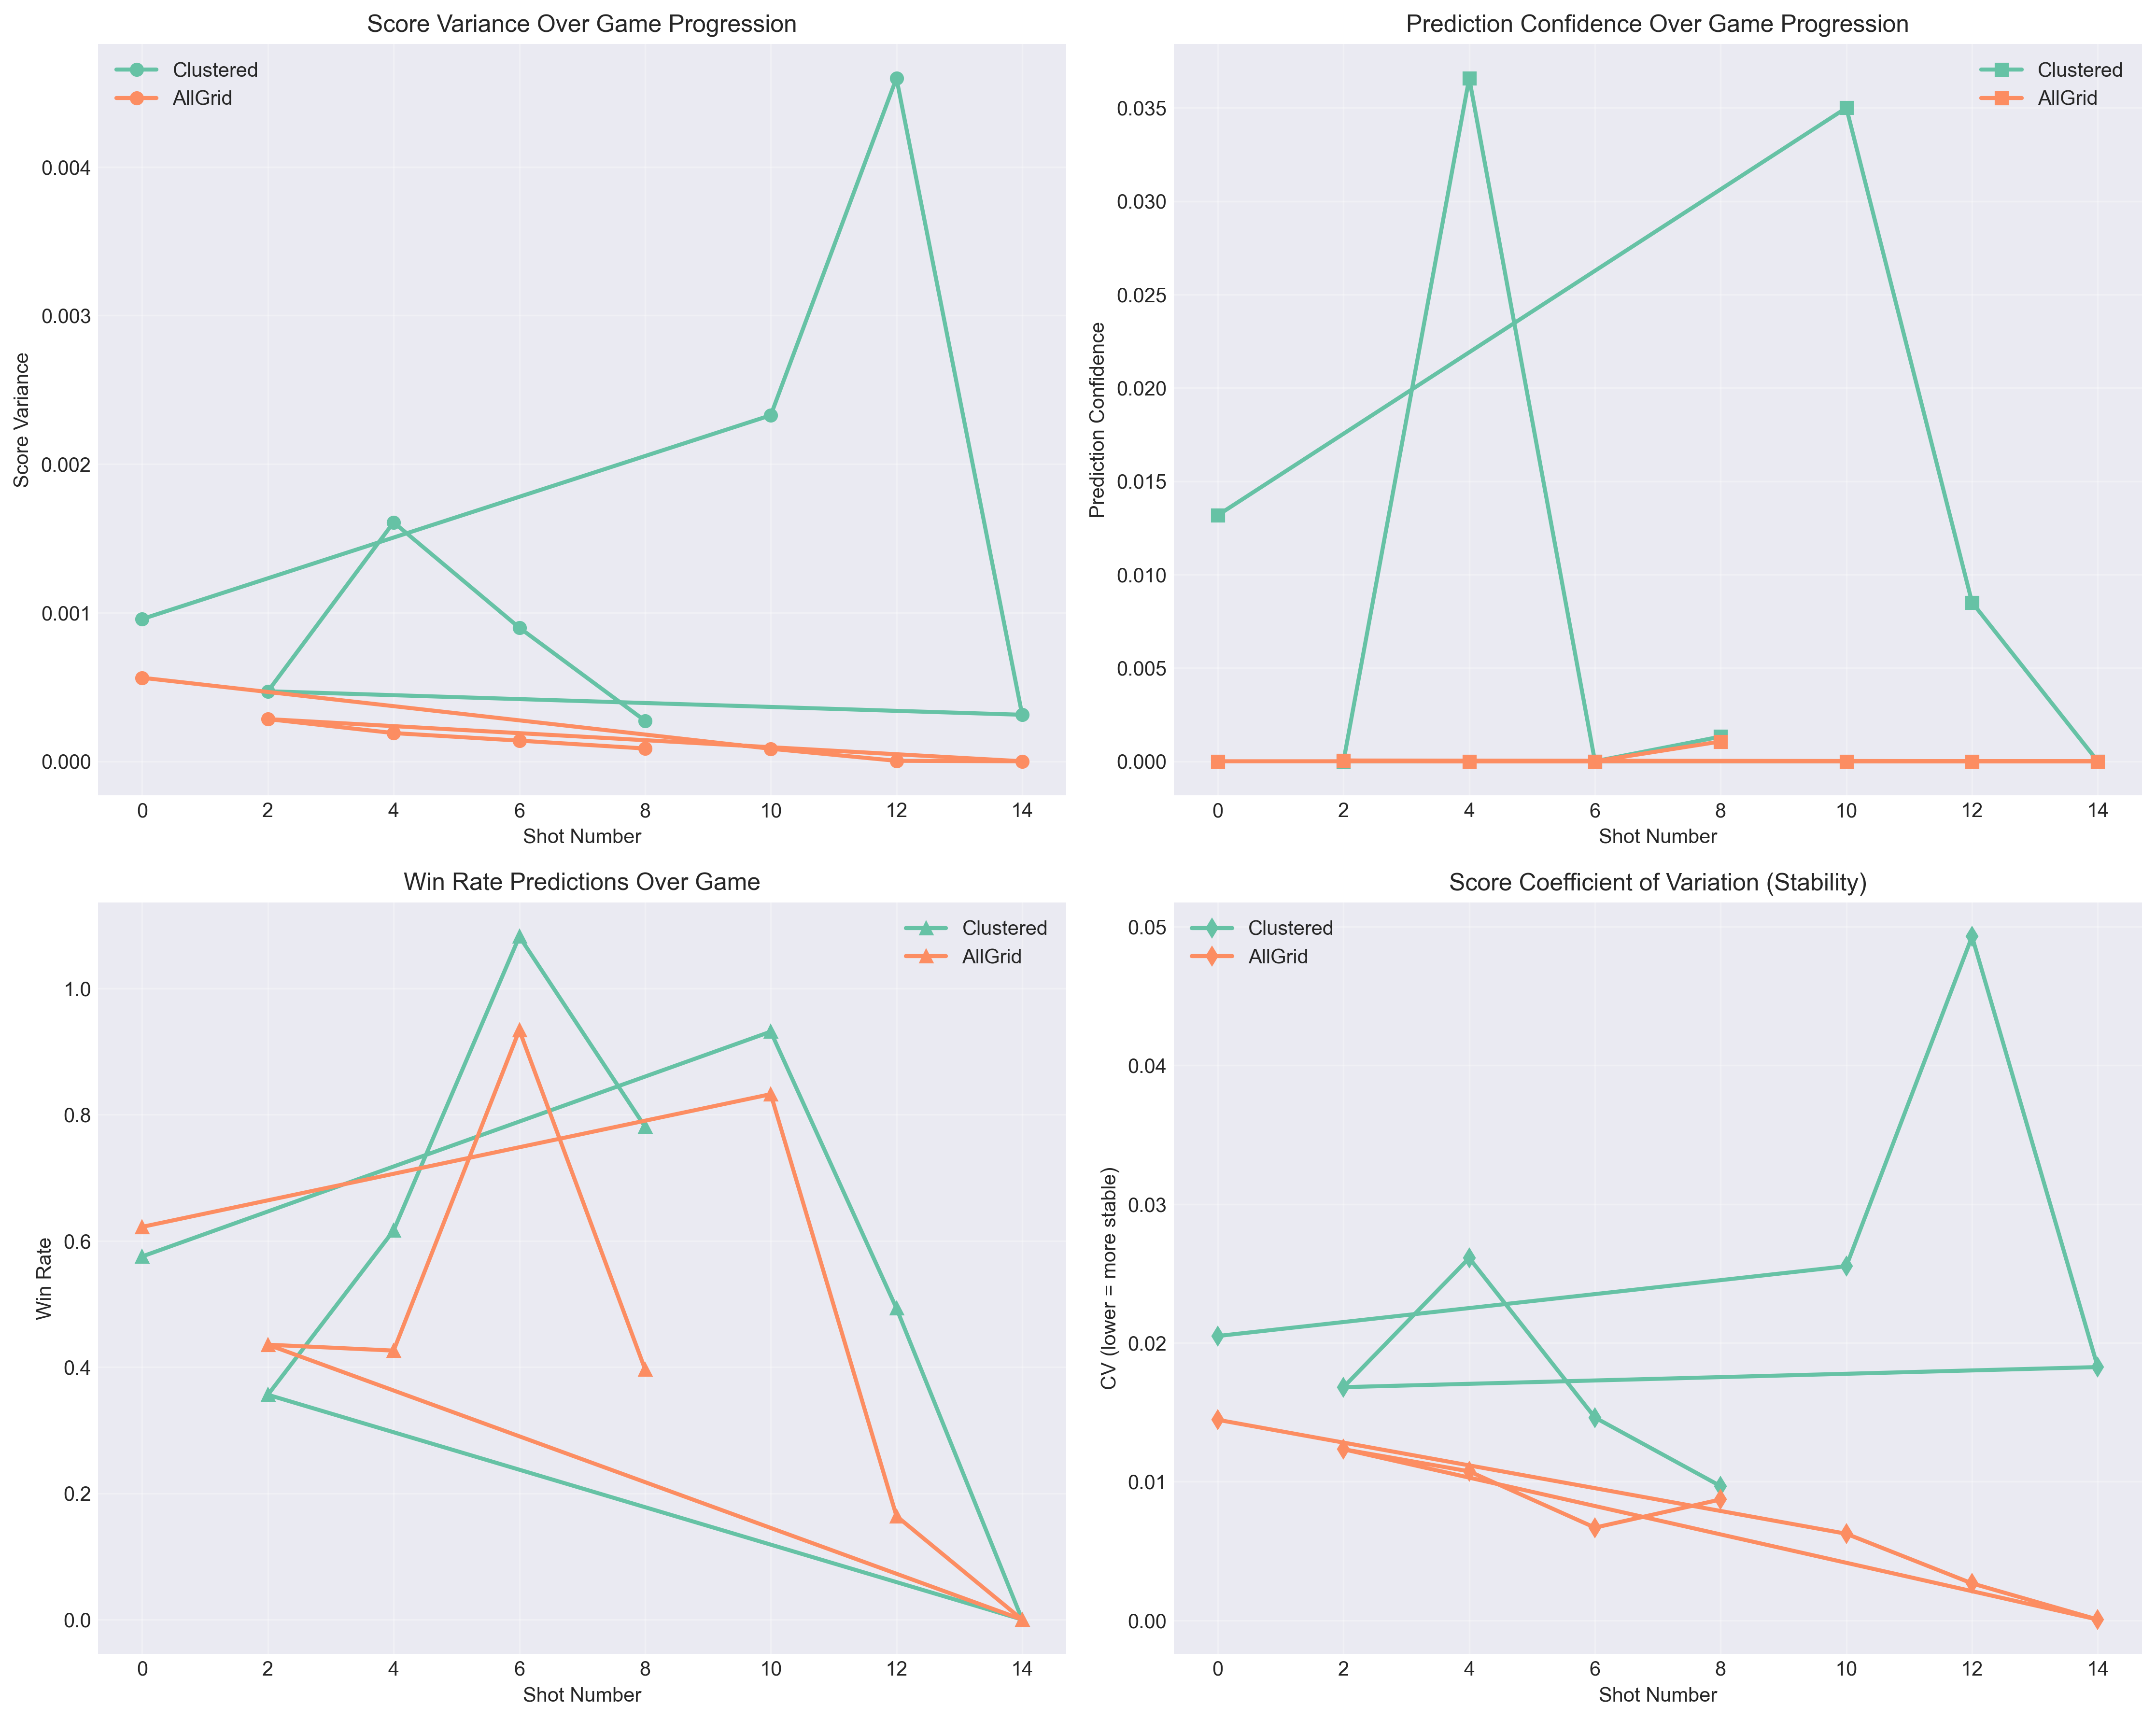 Score Variance Over Game Progression
Clustered
AllGrid
0.004
0.003
0.002
0.001
0.000
Score Variance
0 2 4 6 8 10 12 14
Shot Number
Prediction Confidence Over Game Progression
Clustered
AllGrid
0.035
0.030
0.025
0.020
0.015
0.010
0.005
0.000
Prediction Confidence
0 2 4 6 8 10 12 14
Shot Number
Win Rate Predictions Over Game
Clustered
AllGrid
1.0
0.8
0.6
0.4
0.2
0.0
Win Rate
0 2 4 6 8 10 12 14
Shot Number
Score Coefficient of Variation (Stability)
Clustered
AllGrid
0.05
0.04
0.03
0.02
0.01
0.00
CV (lower = more stable)
0 2 4 6 8 10 12 14
Shot Number